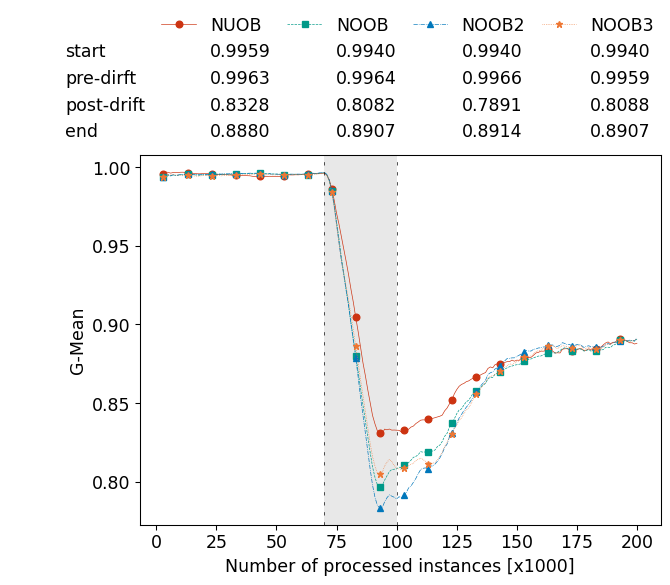 NUOB NOOB NOOB2 NOOB3
start 0.9959 0.9940 0.9940 0.9940
pre-dirft 0.9963 0.9964 0.9966 0.9959
post-drift 0.8328 0.8082 0.7891 0.8088
end 0.8880 0.8907 0.8914 0.8907
1.00
0.95
0.90
0.85
0.80
G-Mean
0 25 50 75 100 125 150 175 200
Number of processed instances [x1000]